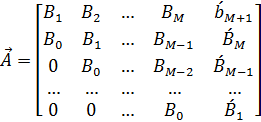 B₁ B₂ … B_M b́_{M+1}
B₀ B₁ … B_{M−1} B́_M
A⃗ = 0 B₀ … B_{M−2} B́_{M−1}
… … … … …
0 0 … B₀ B́₁